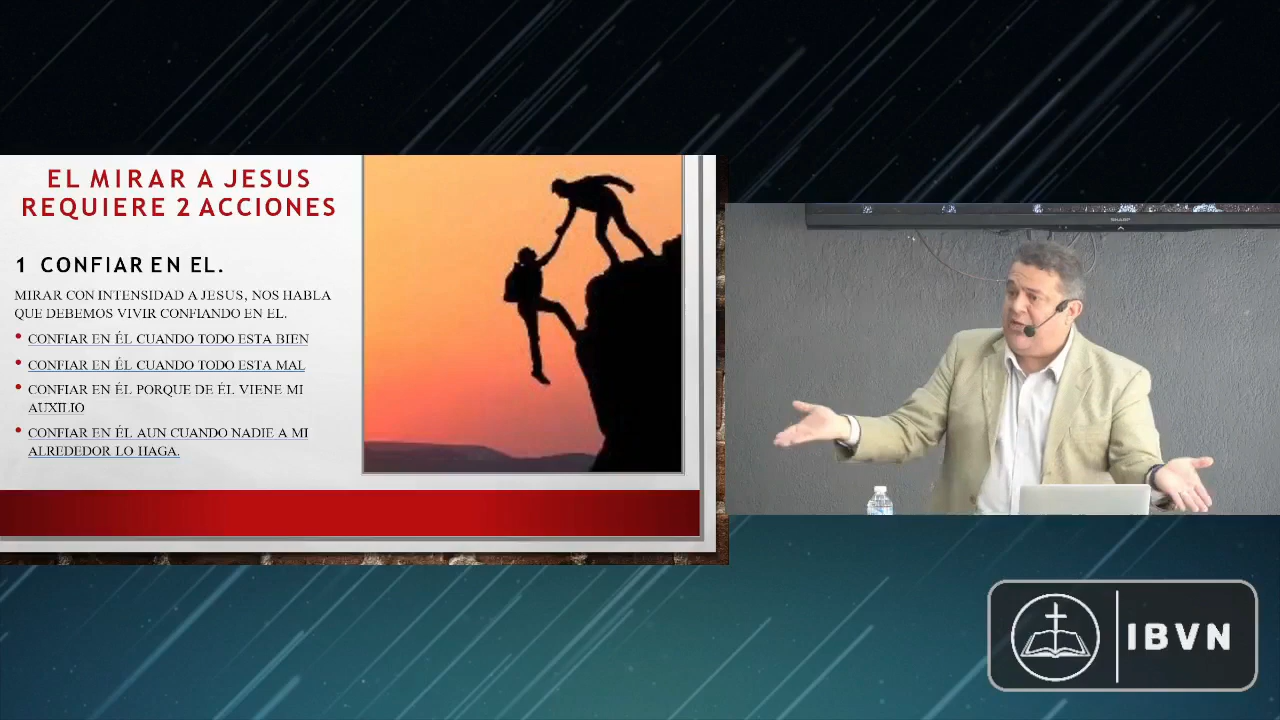 EL MIRAR A JESUS
REQUIERE 2 ACCIONES
1 CONFIAR EN EL.
IRAR CON INTENSIDAD A JESUS, NOS HABLA
QUE DEBEMOS VIVIR CONFIANDO EN EL.
• CONFIAR EN ÉL CUANDO TODO ESTA BIEN
• CONFIAR EN ÉL CUANDO TODO ESTA MAL
• CONFIAR EN ÉL PORQUE DE ÉL VIENE MI
AUXILIO
• CONFIAR EN ÉL AUN CUANDO NADIE A MI
ALREDEDOR LO HAGA.
SHARP
IBVN